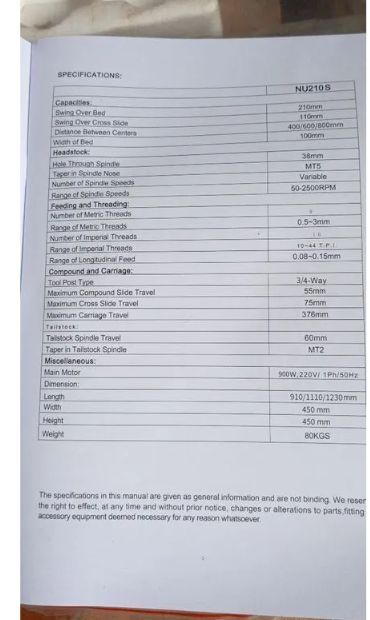 SPECIFICATIONS:
NU210S
Capacities:
Swing Over Bed 210mm
Swing Over Cross Slide 110mm
Distance Between Centers 400/600/800mm
Width of Bed 100mm
Headstock:
Hole Through Spindle 38mm
Taper in Spindle Nose MT5
Number of Spindle Speeds Variable
Range of Spindle Speeds 50-2500RPM
Feeding and Threading:
Number of Metric Threads
Range of Metric Threads 0.5~3mm
Number of Imperial Threads
Range of Imperial Threads 10-44 T.P.I.
Range of Longitudinal Feed 0.08~0.15mm
Compound and Carriage:
Tool Post Type 3/4-Way
Maximum Compound Slide Travel 55mm
Maximum Cross Slide Travel 75mm
Maximum Carriage Travel 376mm
Tailstock:
Tailstock Spindle Travel 60mm
Taper in Tailstock Spindle MT2
Miscellaneous:
Main Motor 900W,220V/ 1Ph/50Hz
Dimension:
Length 910/1110/1230mm
Width 450 mm
Height 450 mm
Weight 80KGS
The specifications in this manual are given as general information and are not binding. We reser
the right to effect, at any time and without prior notice, changes or alterations to parts,fitting
accessory equipment deemed necessary for any reason whatsoever.